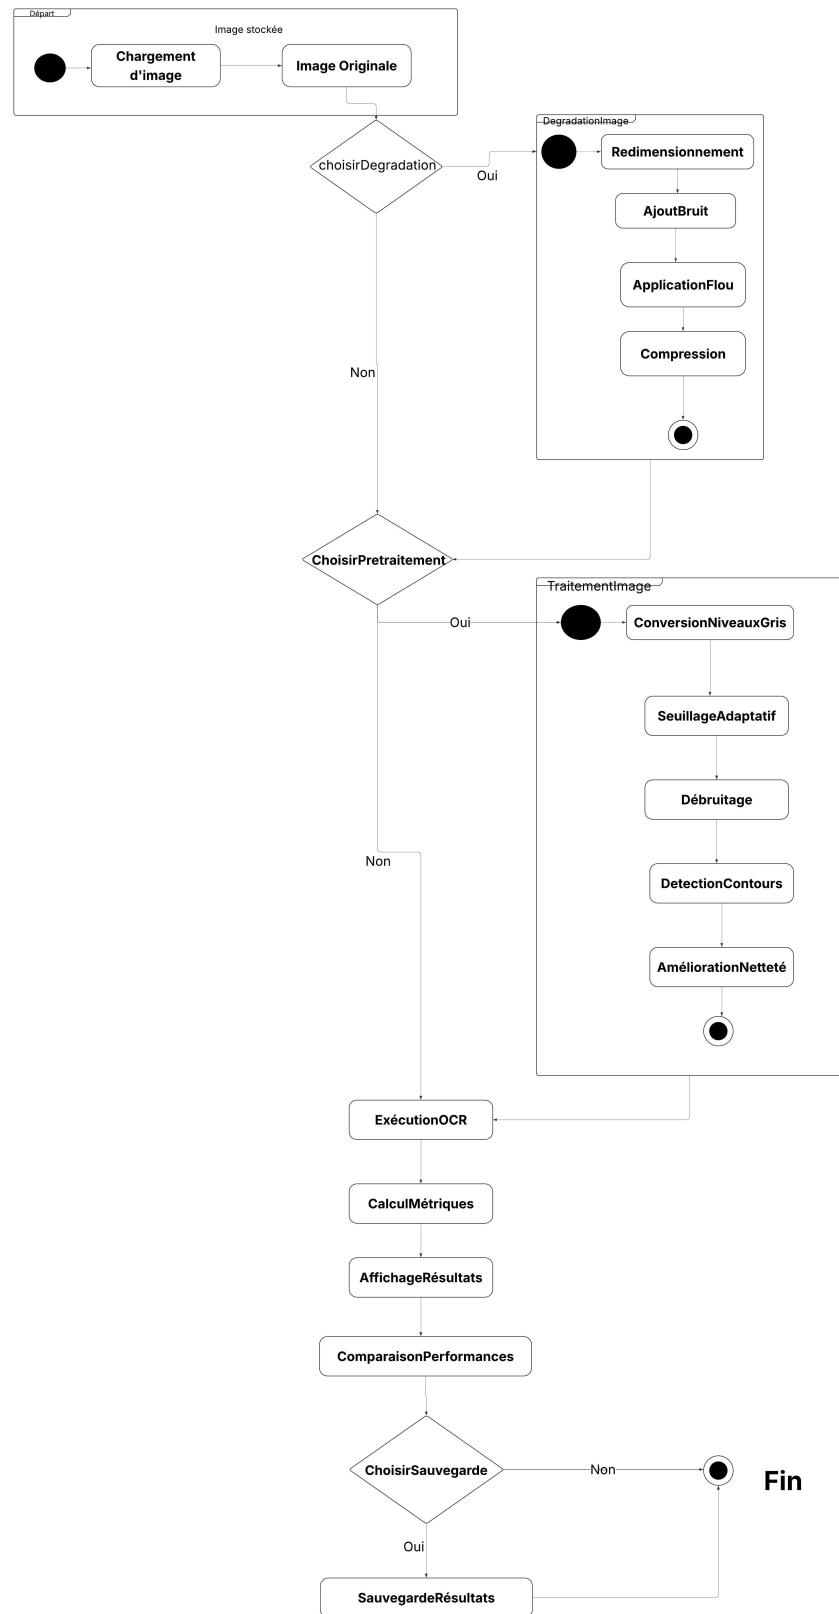 Départ
Image stockée
Chargement
d'image
Image Originale
choisirDegradation
Oui
DegradationImage
Redimensionnement
AjoutBruit
ApplicationFlou
Compression
Non
ChoisirPretraitement
TraitementImage
Oui
ConversionNiveauxGris
SeuillageAdaptatif
Débruitage
DetectionContours
AméliorationNetteté
Non
ExécutionOCR
CalculMétriques
AffichageRésultats
ComparaisonPerformances
ChoisirSauvegarde
Non
Fin
Oui
SauvegardeRésultats